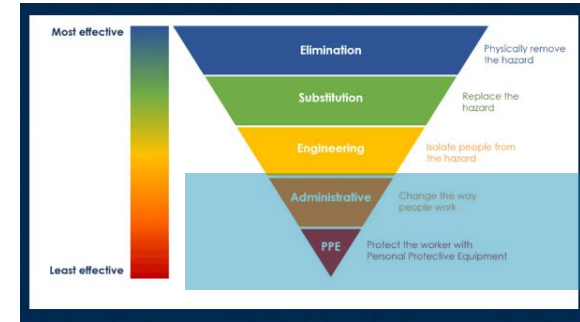 Most effective
Elimination
Physically remove
the hazard
Substitution
Replace the
hazard
Engineering
Isolate people from
the hazard
Administrative
Change the way
people work
PPE
Protect the worker with
Personal Protective Equipment
Least effective